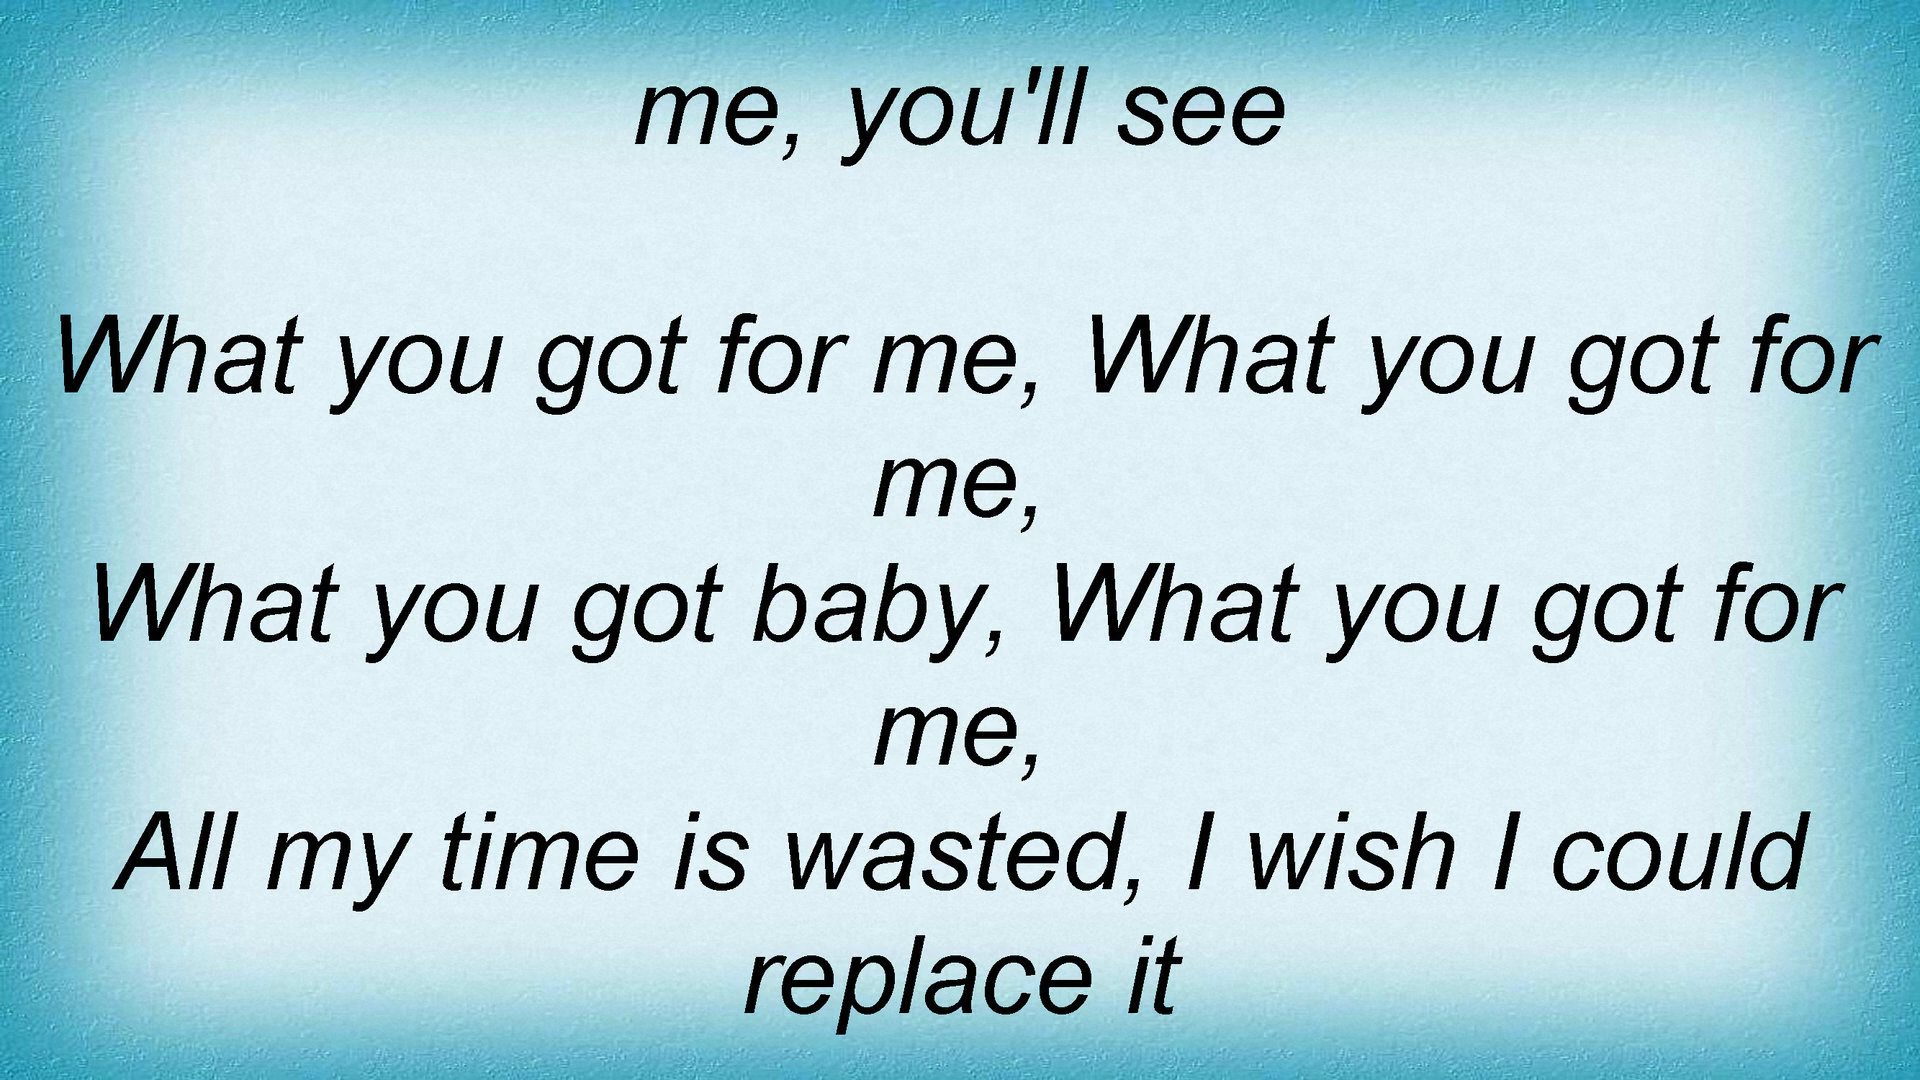 me, you'll see
What you got for me, What you got for
me,
What you got baby, What you got for
me,
All my time is wasted, I wish I could
replace it